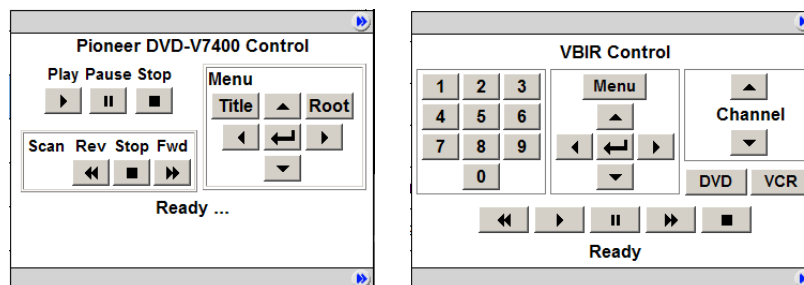 Pioneer DVD-V7400 Control
Play Pause Stop
Menu
Title Root
Scan Rev Stop Fwd
Ready ...
VBIR Control
1 2 3
4 5 6
7 8 9
0
Menu
Channel
DVD VCR
Ready